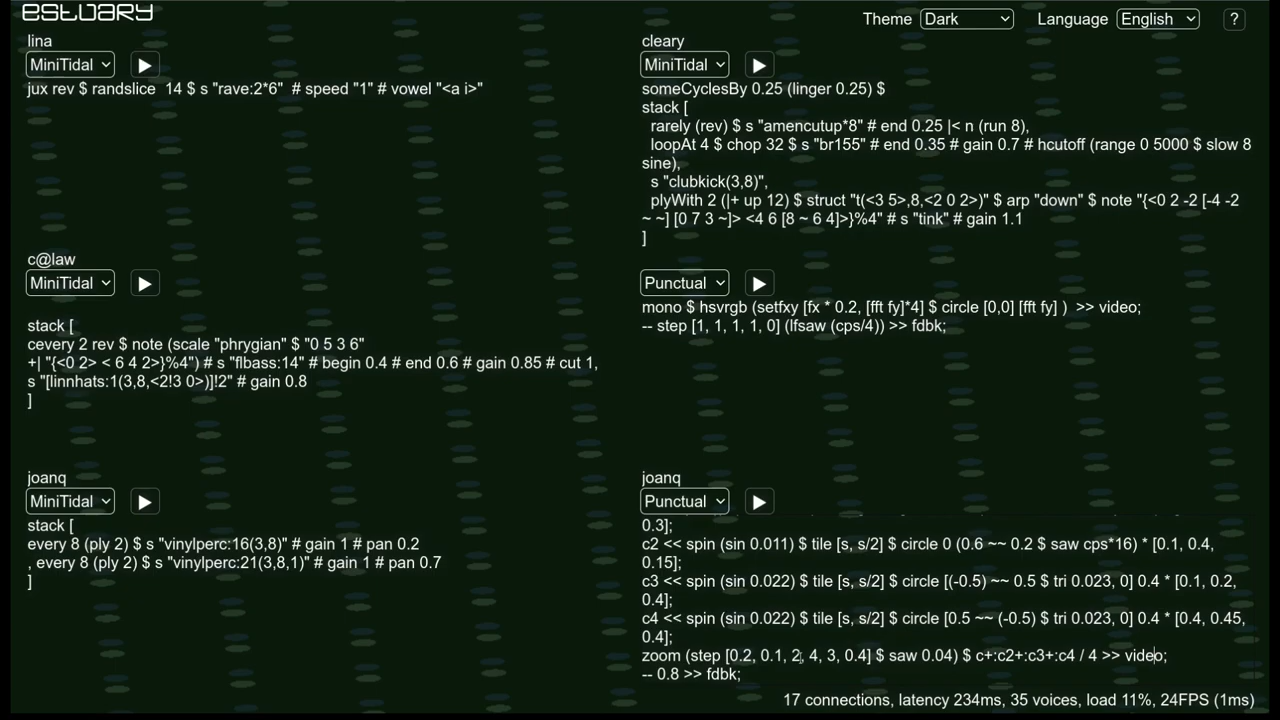 estuary
Theme Dark Language English ?
lina
MiniTidal
jux rev $ randslice 14 $ s "rave:2*6" # speed "1" # vowel "<a i>"
cleary
MiniTidal
someCyclesBy 0.25 (linger 0.25) $
stack [
rarely (rev) $ s "amencutup*8" # end 0.25 |< n (run 8),
loopAt 4 $ chop 32 $ s "br155" # end 0.35 # gain 0.7 # hcutoff (range 0 5000 $ slow 8
sine),
s "clubkick(3,8)",
plyWith 2 (|+ up 12) $ struct "t(<3 5>,8,<2 0 2>)" $ arp "down" $ note "{<0 2 -2 [-4 -2
~ ~] [0 7 3 ~]> <4 6 [8 ~ 6 4]>}%4" # s "tink" # gain 1.1
]
c@law
MiniTidal
stack [
cevery 2 rev $ note (scale "phrygian" $ "0 5 3 6"
+| "{<0 2> < 6 4 2>}%4") # s "flbass:14" # begin 0.4 # end 0.6 # gain 0.85 # cut 1,
s "[linnhats:1(3,8,<2!3 0>)]!2" # gain 0.8
]
Punctual
mono $ hsvrgb (setfxy [fx * 0.2, [fft fy]*4] $ circle [0,0] [fft fy] ) >> video;
-- step [1, 1, 1, 1, 0] (lfsaw (cps/4)) >> fdbk;
joanq
MiniTidal
stack [
every 8 (ply 2) $ s "vinylperc:16(3,8)" # gain 1 # pan 0.2
, every 8 (ply 2) $ s "vinylperc:21(3,8,1)" # gain 1 # pan 0.7
]
joanq
Punctual
0.3];
c2 << spin (sin 0.011) $ tile [s, s/2] $ circle 0 (0.6 ~~ 0.2 $ saw cps*16) * [0.1, 0.4,
0.15];
c3 << spin (sin 0.022) $ tile [s, s/2] $ circle [(-0.5) ~~ 0.5 $ tri 0.023, 0] 0.4 * [0.1, 0.2,
0.4];
c4 << spin (sin 0.022) $ tile [s, s/2] $ circle [0.5 ~~ (-0.5) $ tri 0.023, 0] 0.4 * [0.4, 0.45,
0.4];
zoom (step [0.2, 0.1, 2, 4, 3, 0.4] $ saw 0.04) $ c+:c2+:c3+:c4 / 4 >> video;
-- 0.8 >> fdbk;
17 connections, latency 234ms, 35 voices, load 11%, 24FPS (1ms)